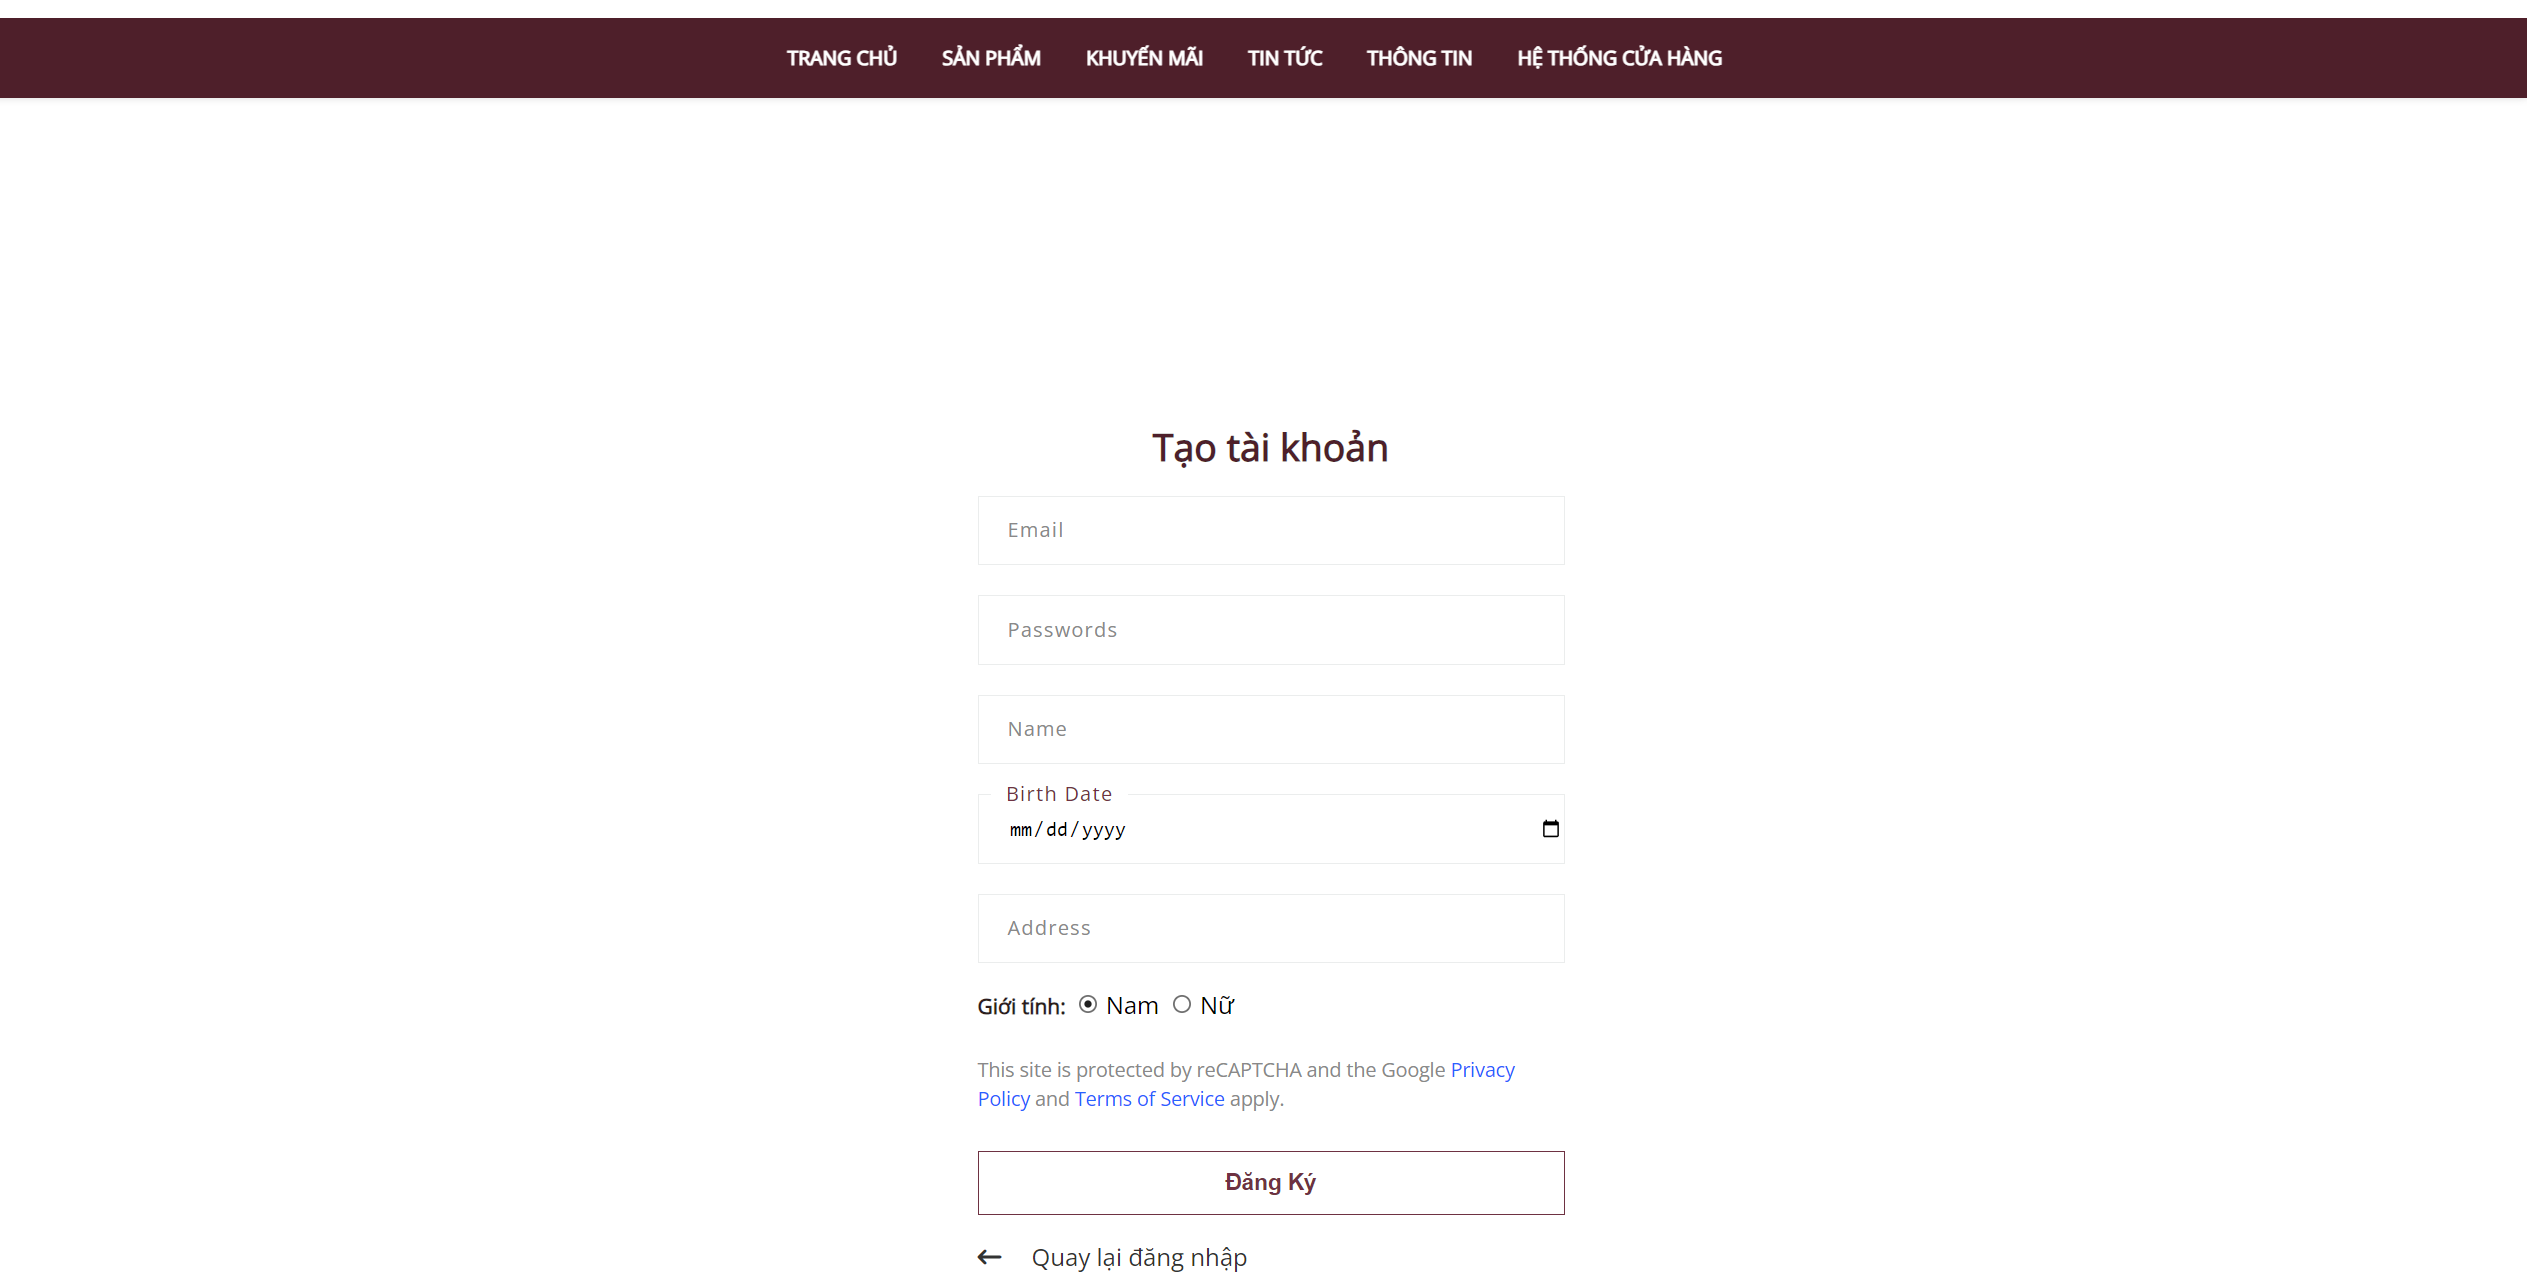 TRANG CHỦ SẢN PHẨM KHUYẾN MÃI TIN TỨC THÔNG TIN HỆ THỐNG CỬA HÀNG
Tạo tài khoản
Email
Passwords
Name
Birth Date
mm/dd/yyyy
Address
Giới tính: Nam Nữ
This site is protected by reCAPTCHA and the Google Privacy
Policy and Terms of Service apply.
Đăng Ký
Quay lại đăng nhập